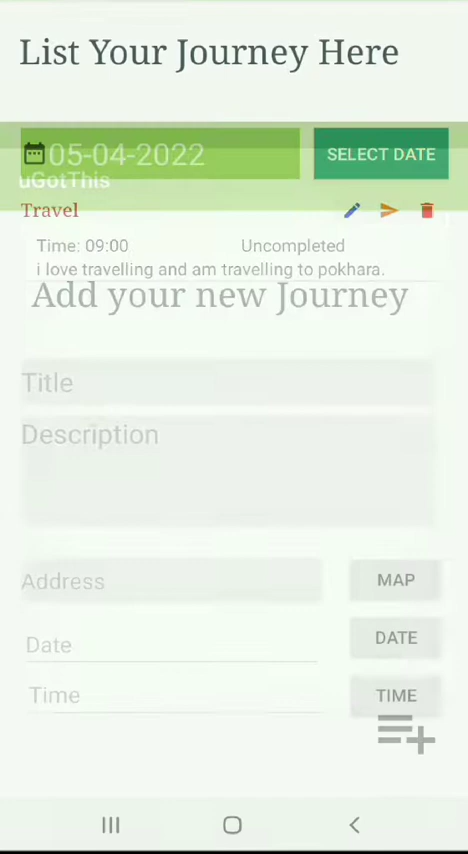 List Your Journey Here
05-04-2022
SELECT DATE
uGotThis
Travel
Time: 09:00
Uncompleted
i love travelling and am travelling to pokhara.
Add your new Journey
Title
Description
Address
MAP
Date
DATE
Time
TIME